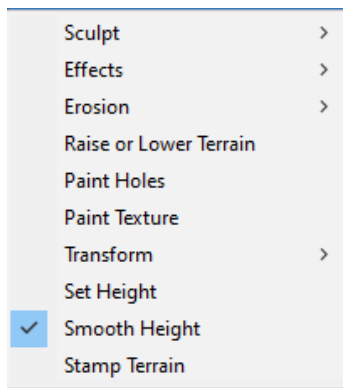 Sculpt
Effects
Erosion
Raise or Lower Terrain
Paint Holes
Paint Texture
Transform
Set Height
Smooth Height
Stamp Terrain